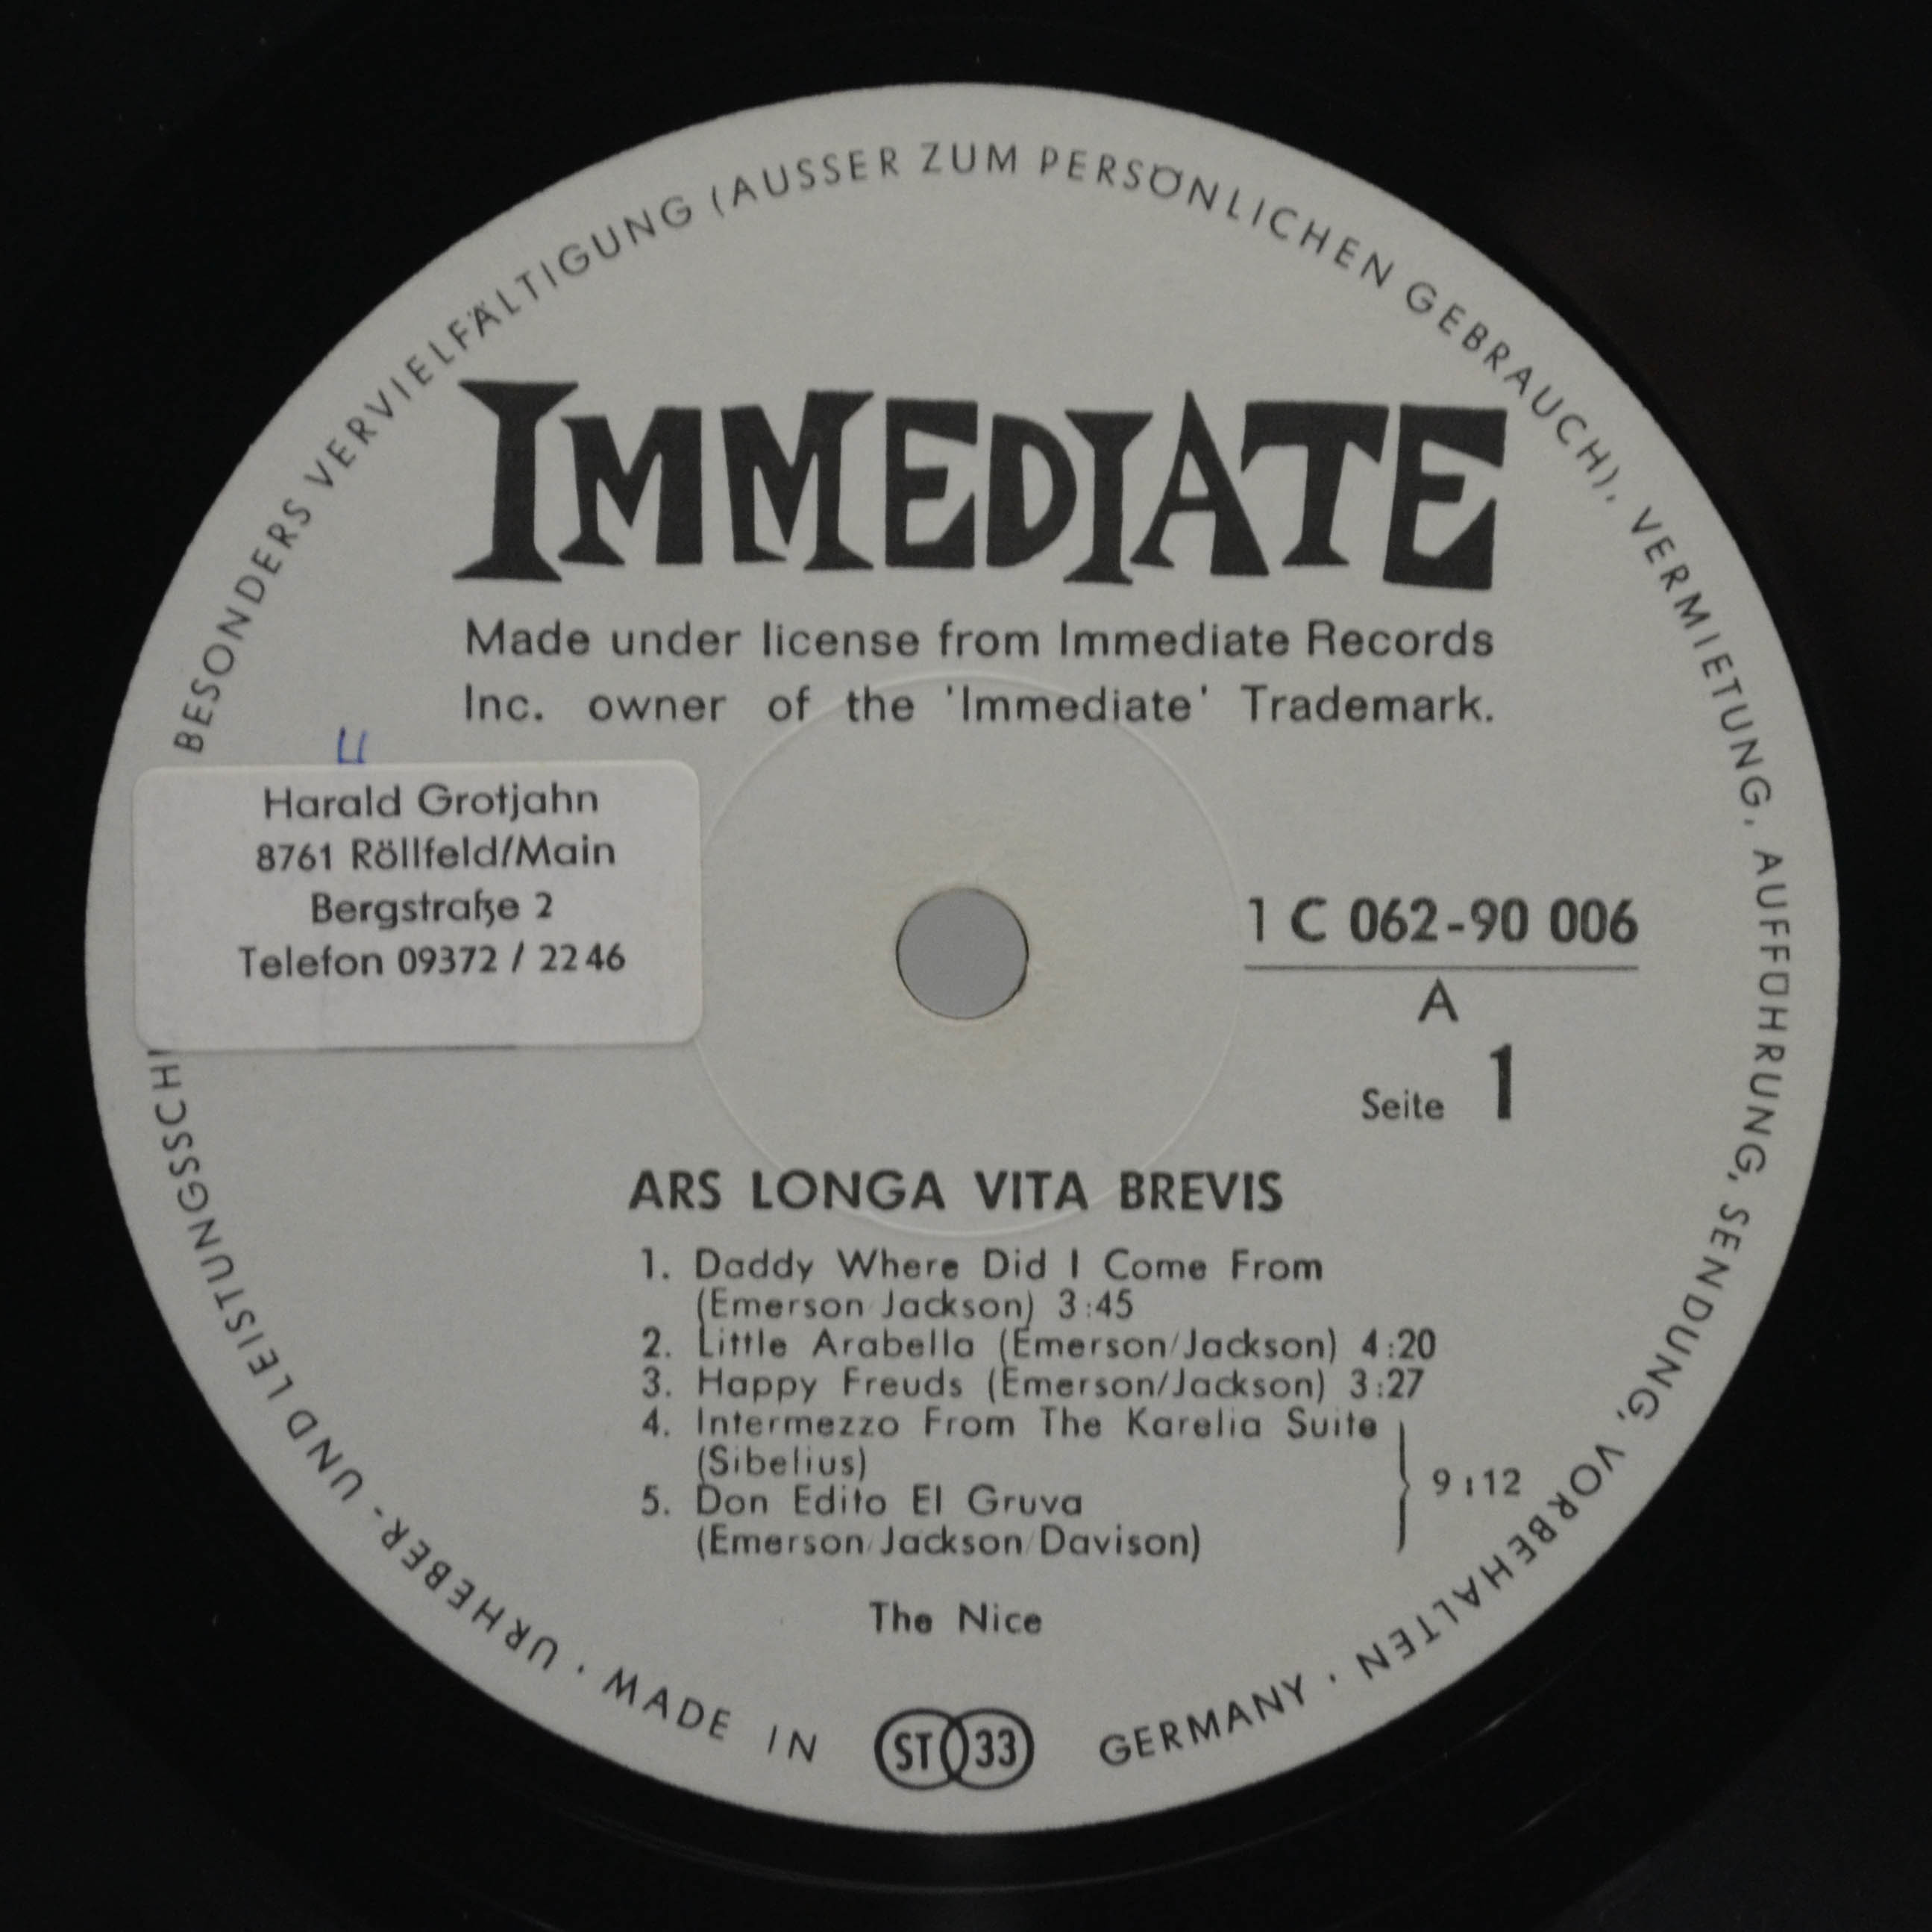 BESONDERS VERVIELFÄLTIGUNG (AUSSER ZUM PERSÖNLICHEN GEBRAUCH), VERMIETUNG, AUFFÜHRUNG, SENDUNG, VORBEHALTEN ·
IMMEDIATE
Made under license from Immediate Records
Inc. owner of the 'Immediate' Trademark.
Harald Grotjahn
8761 Röllfeld/Main
Bergstraße 2
Telefon 09372 / 2246
1 C 062-90 006
A
Seite 1
ARS LONGA VITA BREVIS
1. Daddy Where Did I Come From
(Emerson/Jackson) 3:45
2. Little Arabella (Emerson/Jackson) 4:20
3. Happy Freuds (Emerson/Jackson) 3:27
4. Intermezzo From The Karelia Suite
(Sibelius)
9:12
5. Don Edito El Gruva
(Emerson/Jackson/Davison)
The Nice
URHEBER- UND LEISTUNGSSCH
· MADE IN ST 33 GERMANY ·